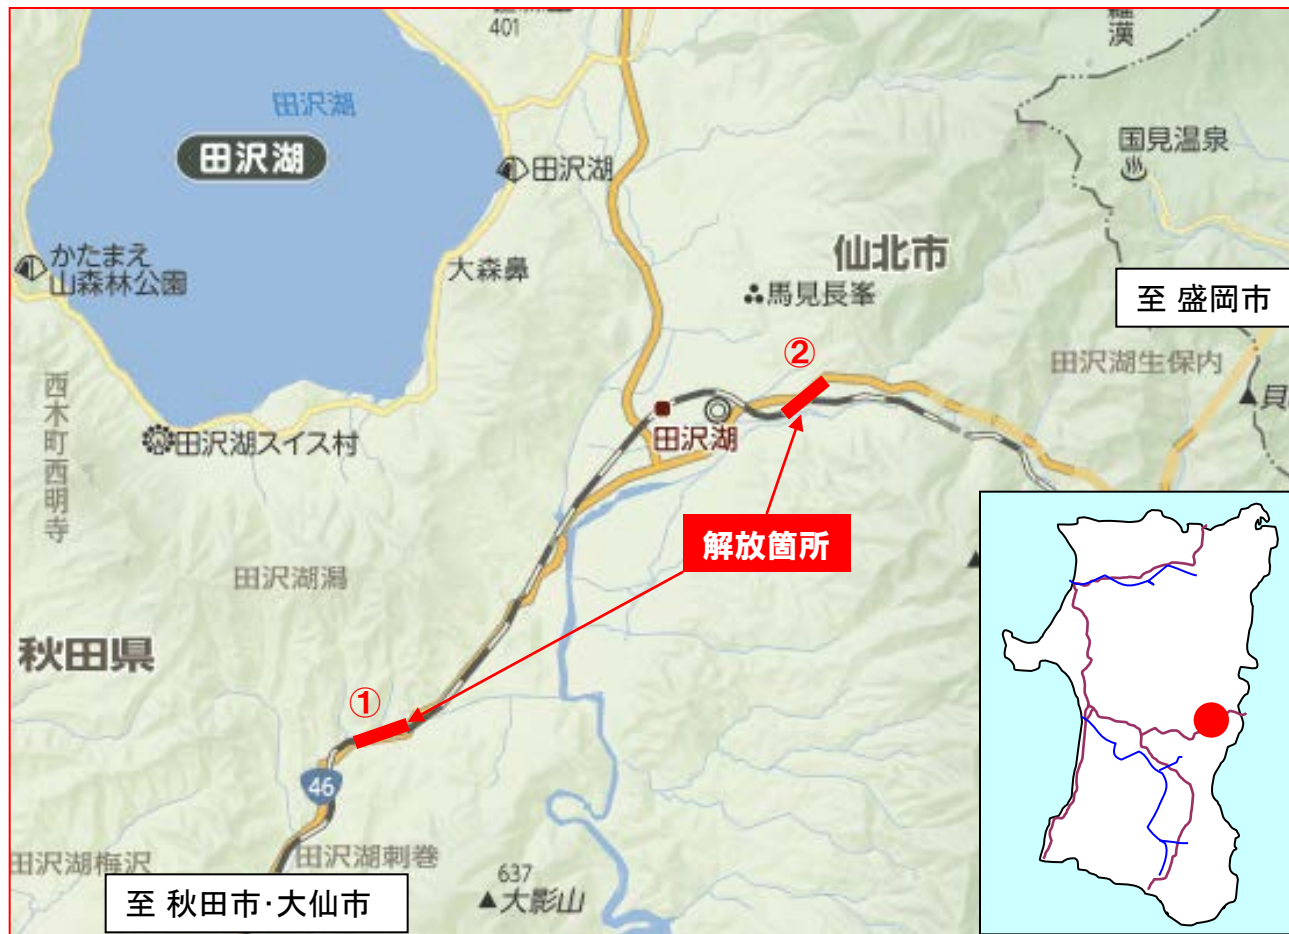 401
羅漢
田沢湖
田沢湖
田沢湖
国見温泉
かたまえ
山森林公園
大森鼻
仙北市
馬見長峯
至 盛岡市
②
田沢湖生保内
西木町西明寺
田沢湖スイス村
田沢湖
解放箇所
田沢湖潟
秋田県
①
46
田沢湖梅沢
田沢湖刺巻
637
▲大影山
至 秋田市・大仙市